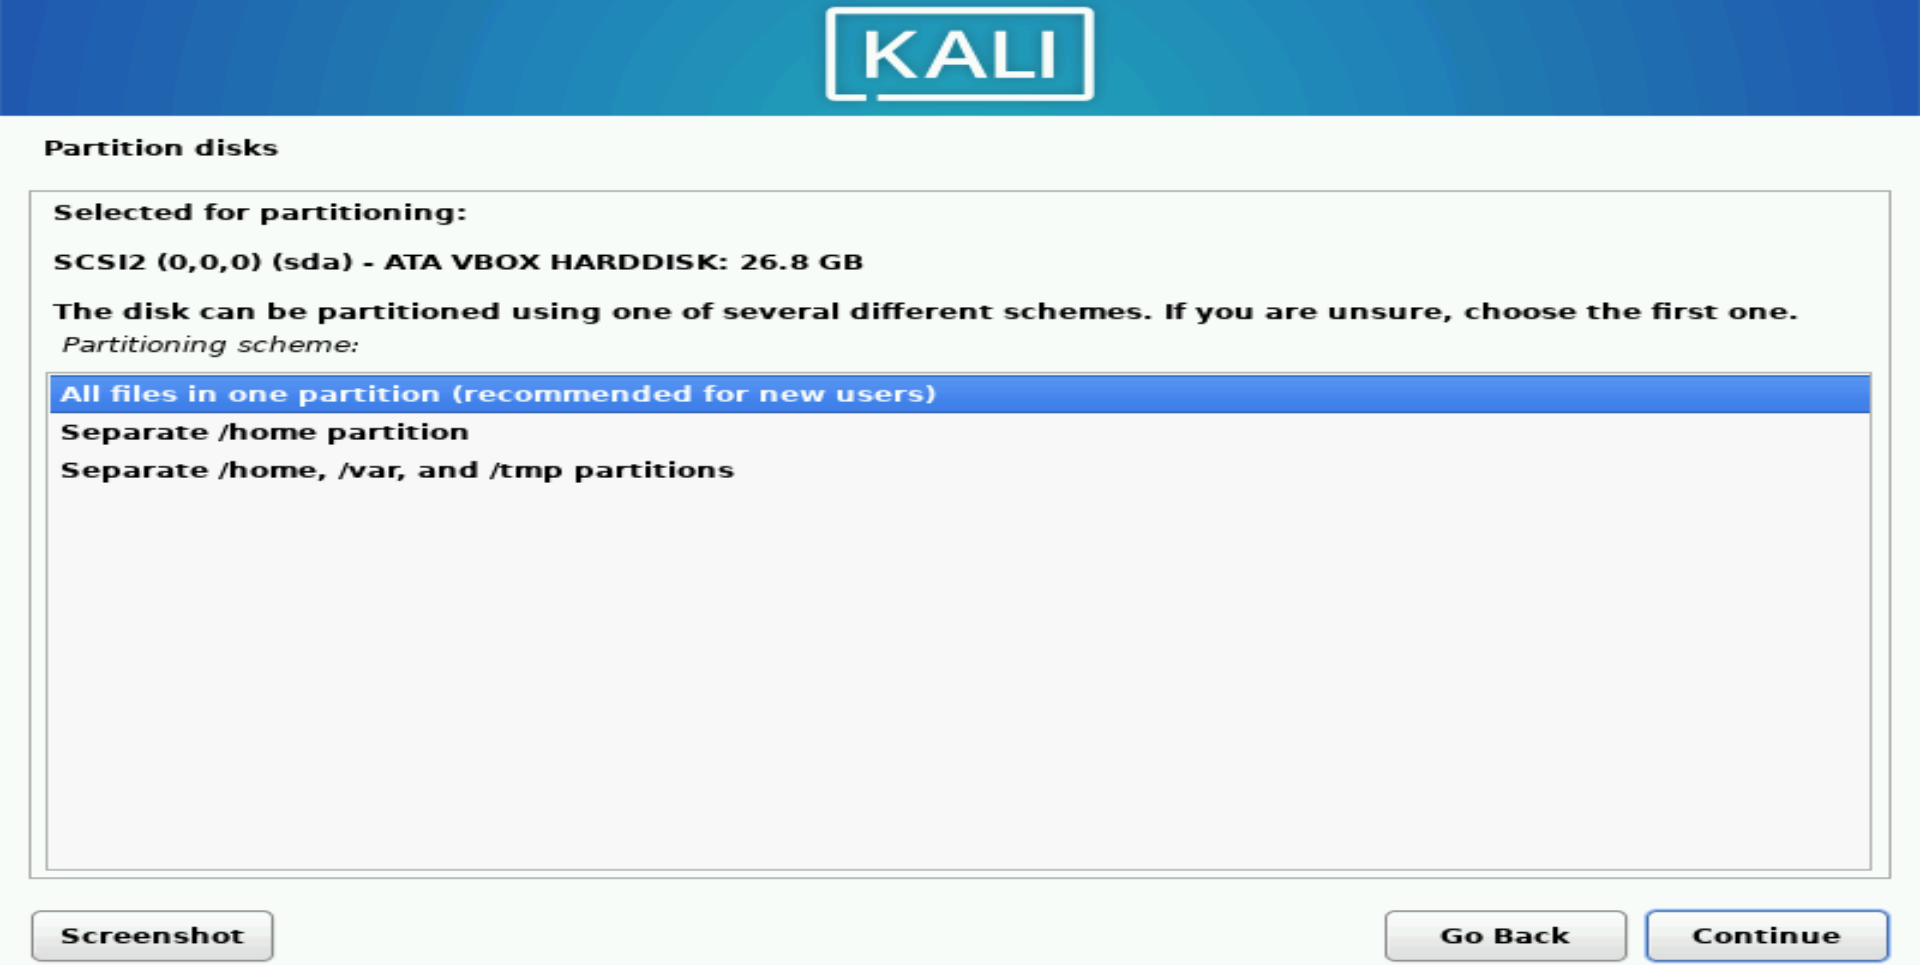 KALI
Partition disks
Selected for partitioning:
SCSI2 (0,0,0) (sda) - ATA VBOX HARDDISK: 26.8 GB
The disk can be partitioned using one of several different schemes. If you are unsure, choose the first one.
Partitioning scheme:
All files in one partition (recommended for new users)
Separate /home partition
Separate /home, /var, and /tmp partitions
Screenshot
Go Back
Continue